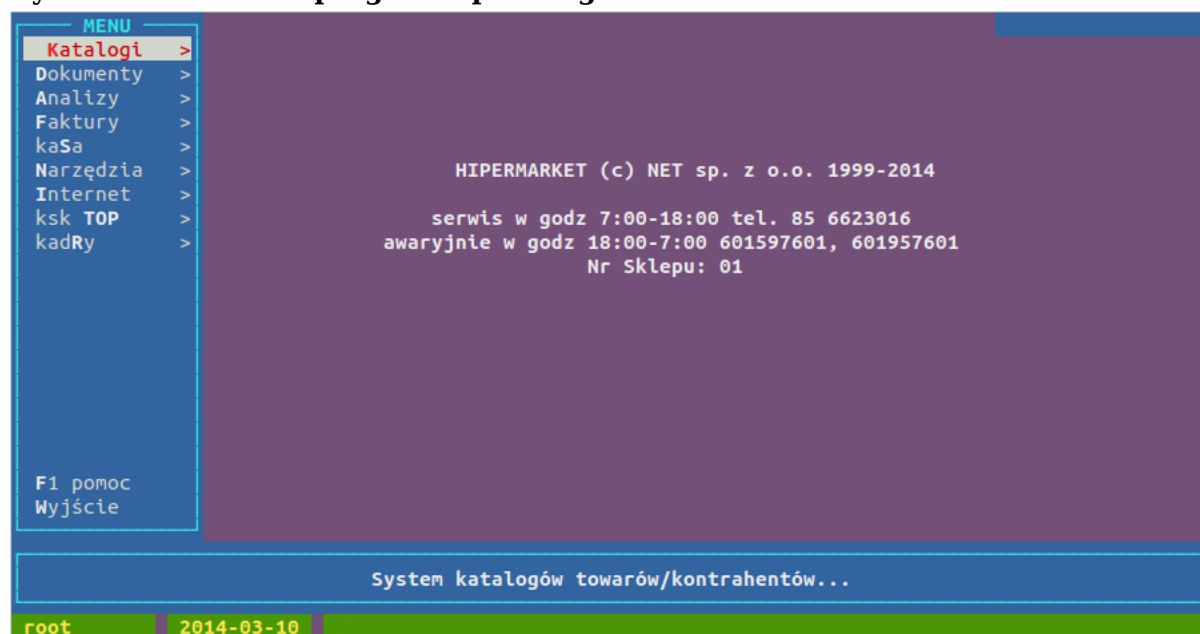 MENU
Katalogi >
Dokumenty >
Analizy >
Faktury >
kaSa >
Narzędzia >
Internet >
ksk TOP >
kadRy >
HIPERMARKET (c) NET sp. z o.o. 1999-2014
serwis w godz 7:00-18:00 tel. 85 6623016
awaryjnie w godz 18:00-7:00 601597601, 601957601
Nr Sklepu: 01
F1 pomoc
Wyjście
System katalogów towarów/kontrahentów...
root 2014-03-10